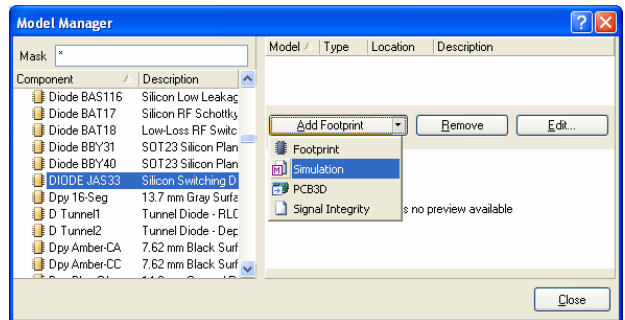 Model Manager
Mask *
Model Type Location Description
Component Description
Diode BAS116 Silicon Low Leakag
Diode BAT17 Silicon RF Schottky
Diode BAT18 Low-Loss RF Switc
Diode BBY31 SOT23 Silicon Plan
Diode BBY40 SOT23 Silicon Plan
DIODE JAS33 Silicon Switching D
Dpy 16-Seg 13.7 mm Gray Surfa
D Tunnel1 Tunnel Diode - RLC
D Tunnel2 Tunnel Diode - Dep
Dpy Amber-CA 7.62 mm Black Surf
Dpy Amber-CC 7.62 mm Black Surf
Add Footprint Remove Edit...
Footprint
Simulation
PCB3D
Signal Integrity
s no preview available
Close